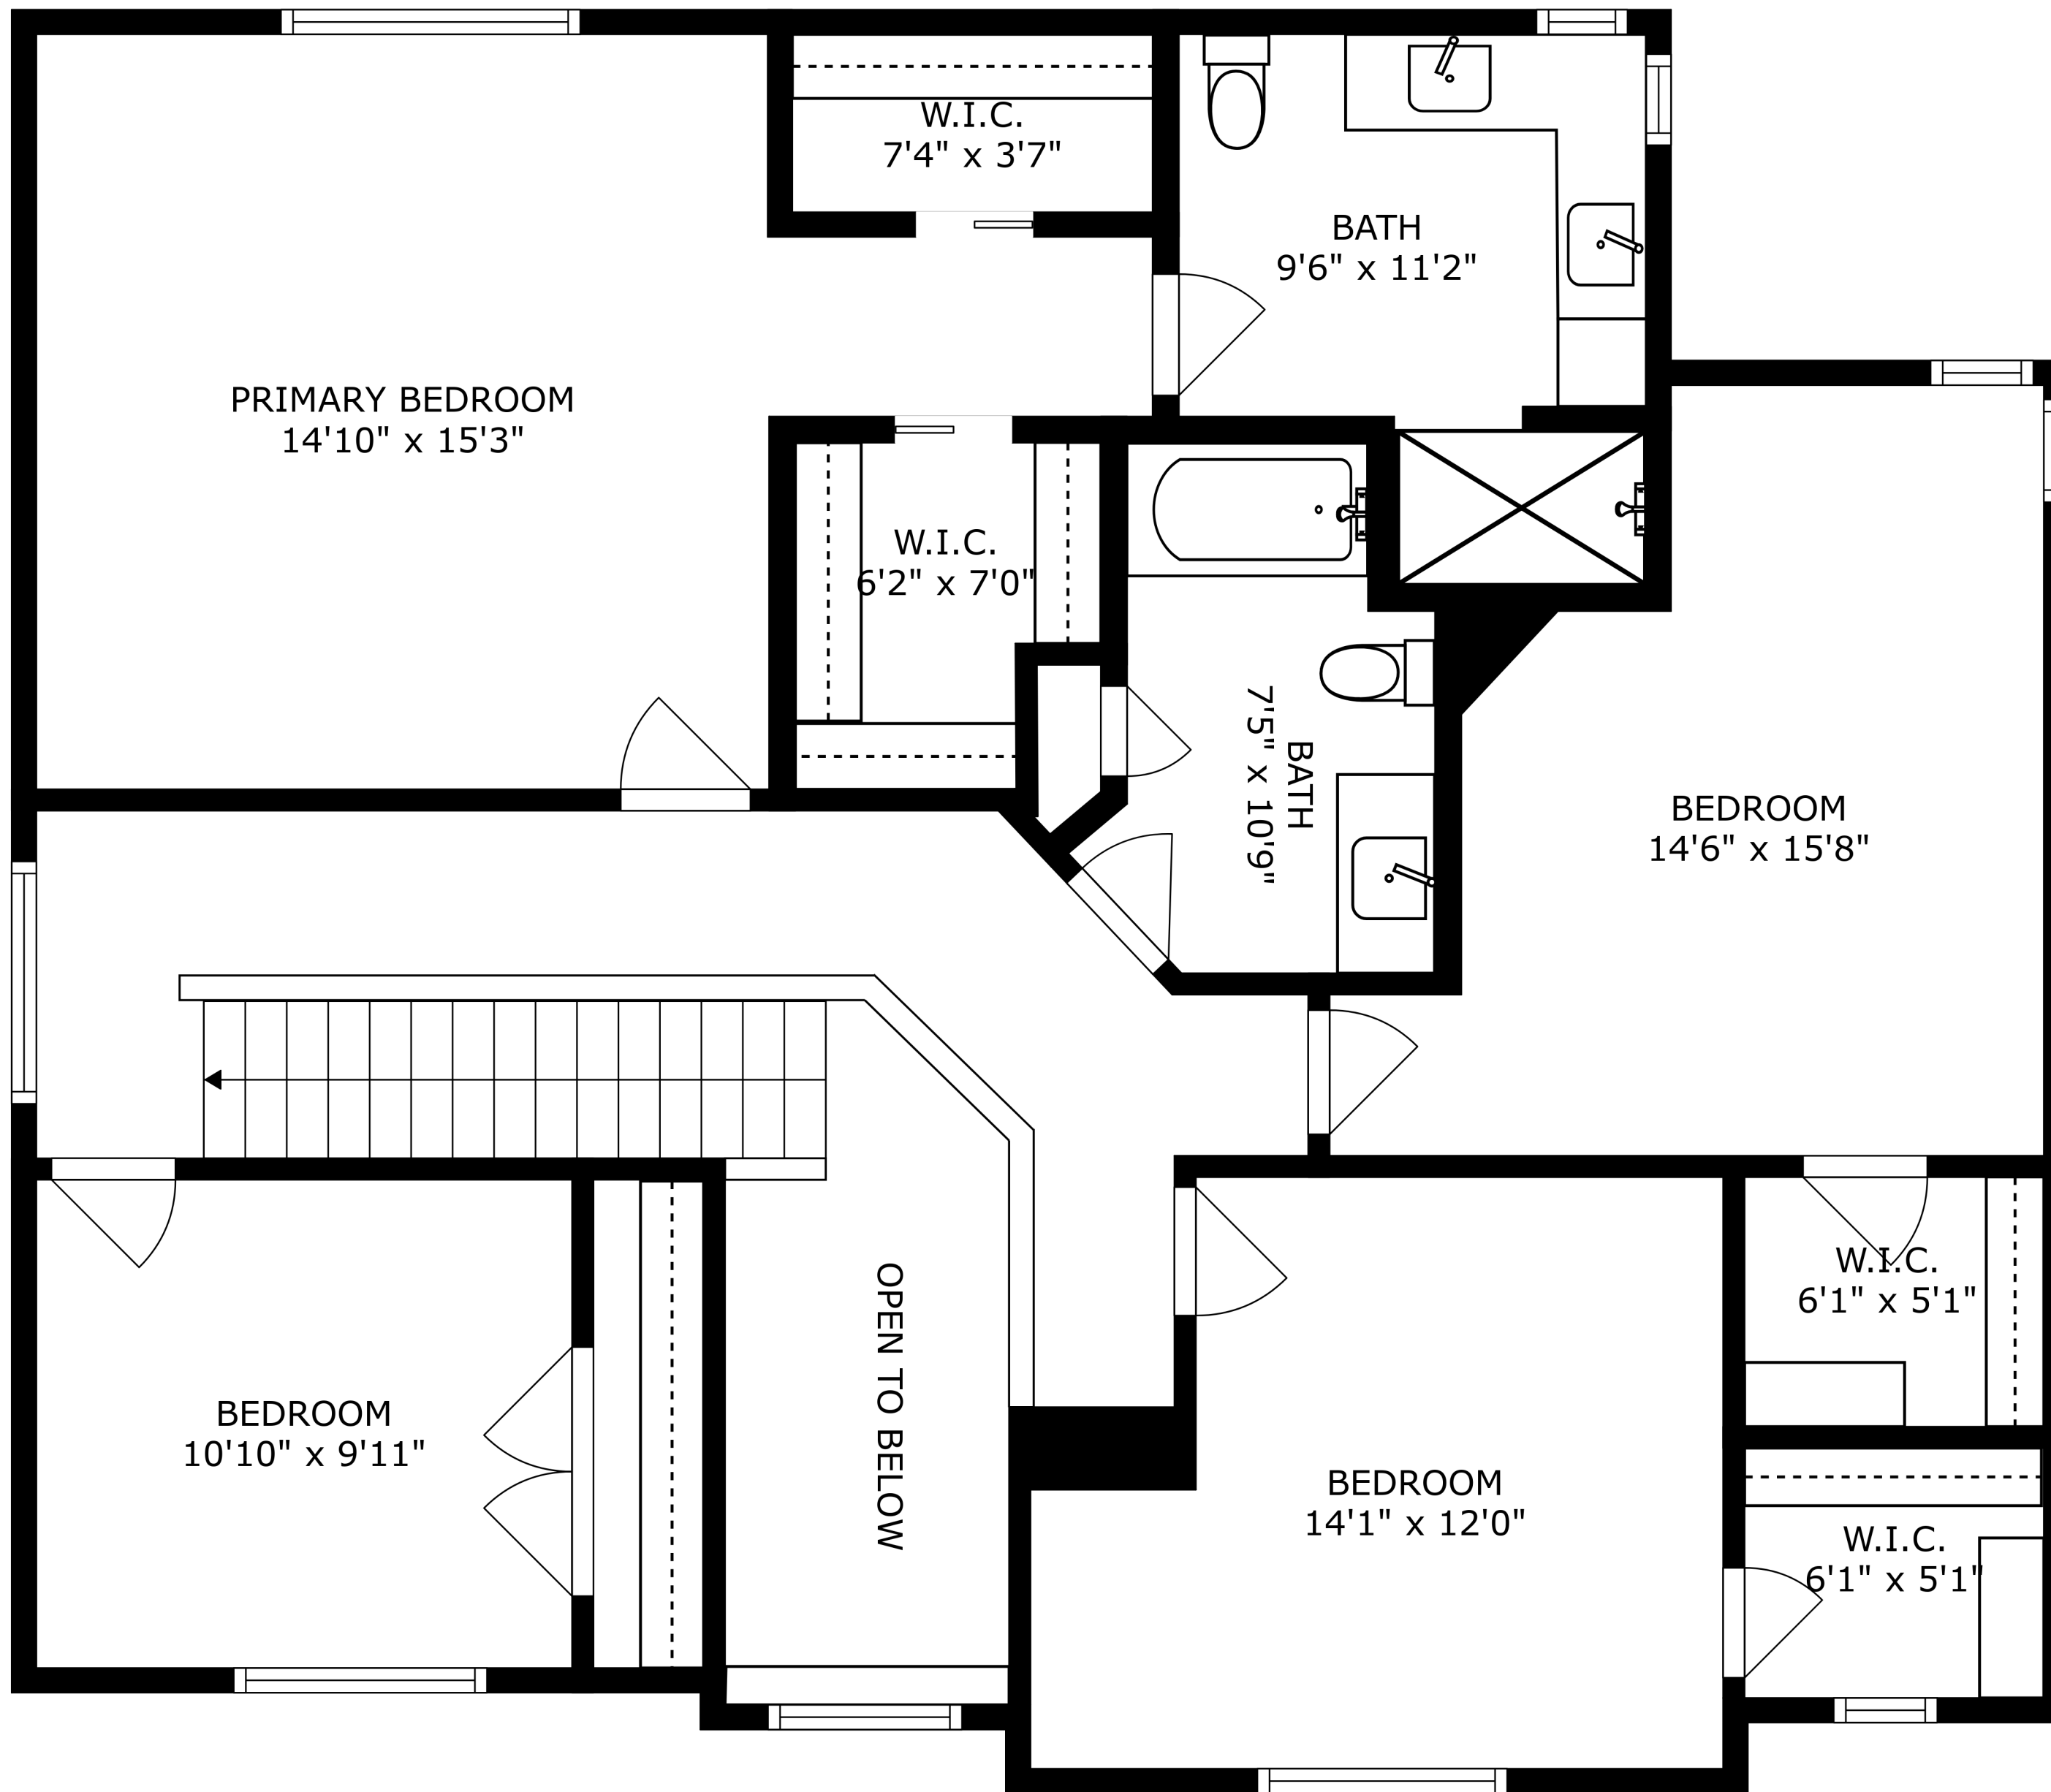 W.I.C.
7'4" x 3'7"
BATH
9'6" x 11'2"
PRIMARY BEDROOM
14'10" x 15'3"
W.I.C.
6'2" x 7'0"
BATH
7'5" x 10'9"
BEDROOM
14'6" x 15'8"
W.I.C.
6'1" x 5'1"
OPEN TO BELOW
BEDROOM
10'10" x 9'11"
BEDROOM
14'1" x 12'0"
W.I.C.
6'1" x 5'1"